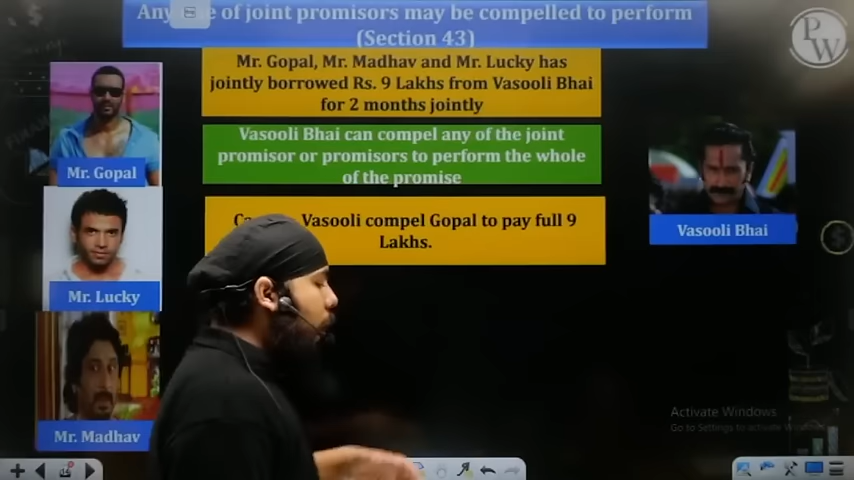 Any e of joint promisors may be compelled to perform
(Section 43)
PW
Mr. Gopal, Mr. Madhav and Mr. Lucky has
jointly borrowed Rs. 9 Lakhs from Vasooli Bhai
for 2 months jointly
Vasooli Bhai can compel any of the joint
promisor or promisors to perform the whole
of the promise
Mr. Gopal
Vasooli compel Gopal to pay full 9
Lakhs.
Vasooli Bhai
Mr. Lucky
Mr. Madhav
Activate Windows
Go to Settings to activate Windows